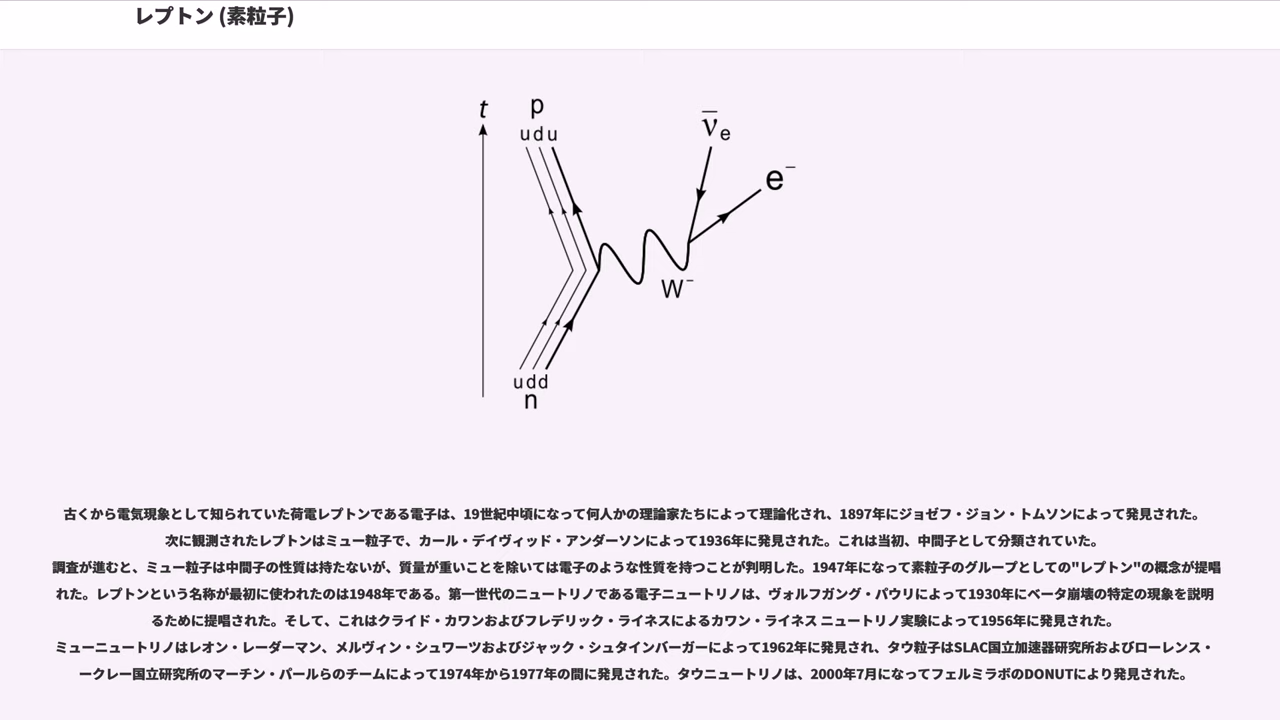 レプトン (素粒子)
t
p
udu
ν̅e
e⁻
W⁻
udd
n
古くから電気現象として知られていた荷電レプトンである電子は、19世紀中頃になって何人かの理論家たちによって理論化され、1897年にジョゼフ・ジョン・トムソンによって発見された。
次に観測されたレプトンはミュー粒子で、カール・デイヴィッド・アンダーソンによって1936年に発見された。これは当初、中間子として分類されていた。
調査が進むと、ミュー粒子は中間子の性質は持たないが、質量が重いことを除いては電子のような性質を持つことが判明した。1947年になって素粒子のグループとしての"レプトン"の概念が提唱
れた。レプトンという名称が最初に使われたのは1948年である。第一世代のニュートリノである電子ニュートリノは、ヴォルフガング・パウリによって1930年にベータ崩壊の特定の現象を説明
るために提唱された。そして、これはクライド・カワンおよびフレデリック・ライネスによるカワン・ライネス ニュートリノ実験によって1956年に発見された。
ミューニュートリノはレオン・レーダーマン、メルヴィン・シュワーツおよびジャック・シュタインバーガーによって1962年に発見され、タウ粒子はSLAC国立加速器研究所およびローレンス・
ークレー国立研究所のマーチン・パールらのチームによって1974年から1977年の間に発見された。タウニュートリノは、2000年7月になってフェルミラボのDONUTにより発見された。